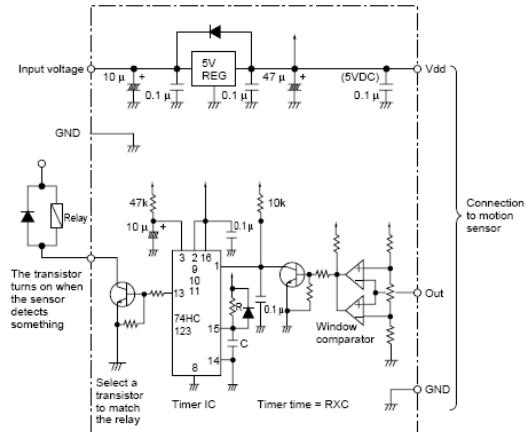 Input voltage
10 μ
+
0.1 μ
5V
REG
0.1 μ
47 μ
+
(5VDC)
0.1 μ
Vdd
GND
Relay
47k
10 μ
+
0.1 μ
10k
Connection
to motion
sensor
3
2
16
9
10
11
1
13
74HC
123
R
15
C
14
8
0.1 μ
+
-
+
-
Out
Window
comparator
The transistor
turns on when
the sensor
detects
something
Select a
transistor
to match
the relay
Timer IC
Timer time = RXC
GND